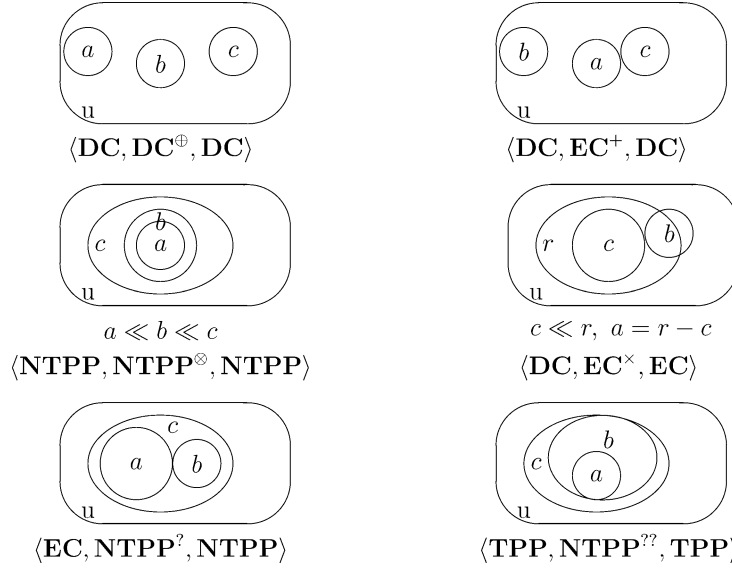 a b c
u
⟨DC, DC⊕, DC⟩
b a c
u
⟨DC, EC+, DC⟩
b
c a
u
a ≪ b ≪ c
⟨NTPP, NTPP⊗, NTPP⟩
r c b
u
c ≪ r, a = r − c
⟨DC, EC×, EC⟩
c
a b
u
⟨EC, NTPP?, NTPP⟩
b
c a
u
⟨TPP, NTPP??, TPP⟩